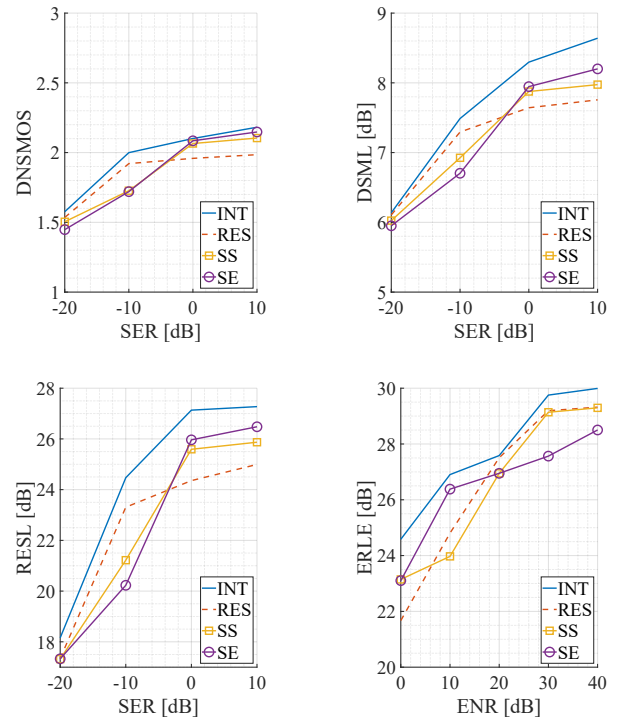 3
2.5
2
1.5
1
DNSMOS
-20 -10 0 10
SER [dB]
INT
RES
SS
SE
9
8
7
6
5
DSML [dB]
-20 -10 0 10
SER [dB]
INT
RES
SS
SE
28
26
24
22
20
18
RESL [dB]
-20 -10 0 10
SER [dB]
INT
RES
SS
SE
30
28
26
24
22
20
ERLE [dB]
0 10 20 30 40
ENR [dB]
INT
RES
SS
SE